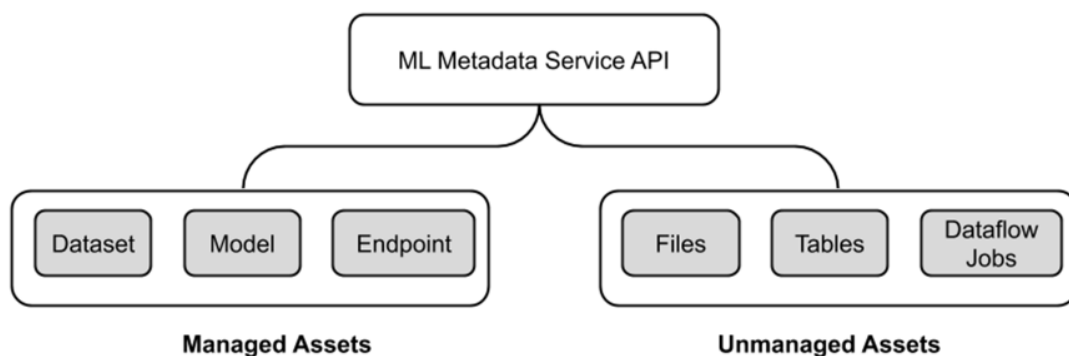 ML Metadata Service API
Dataset
Model
Endpoint
Files
Tables
Dataflow
Jobs
Managed Assets
Unmanaged Assets